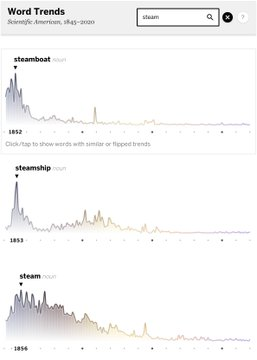 Word Trends
Scientific American, 1845–2020
steam
?
steamboat noun
1852
Click/tap to show words with similar or flipped trends
steamship noun
1853
steam noun
1856